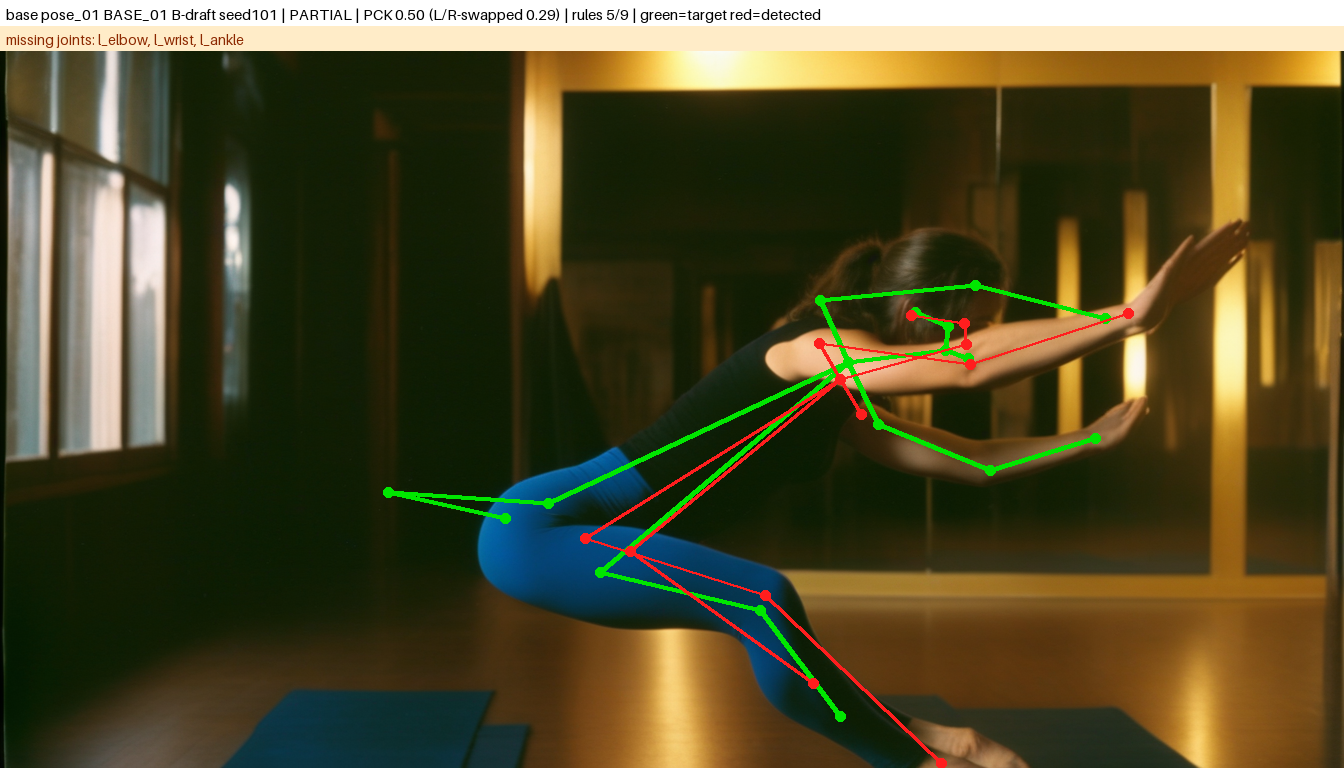 base pose_01 BASE_01 B-draft seed101 | PARTIAL | PCK 0.50 (L/R-swapped 0.29) | rules 5/9 | green=target red=detected
missing joints: l_elbow, l_wrist, l_ankle